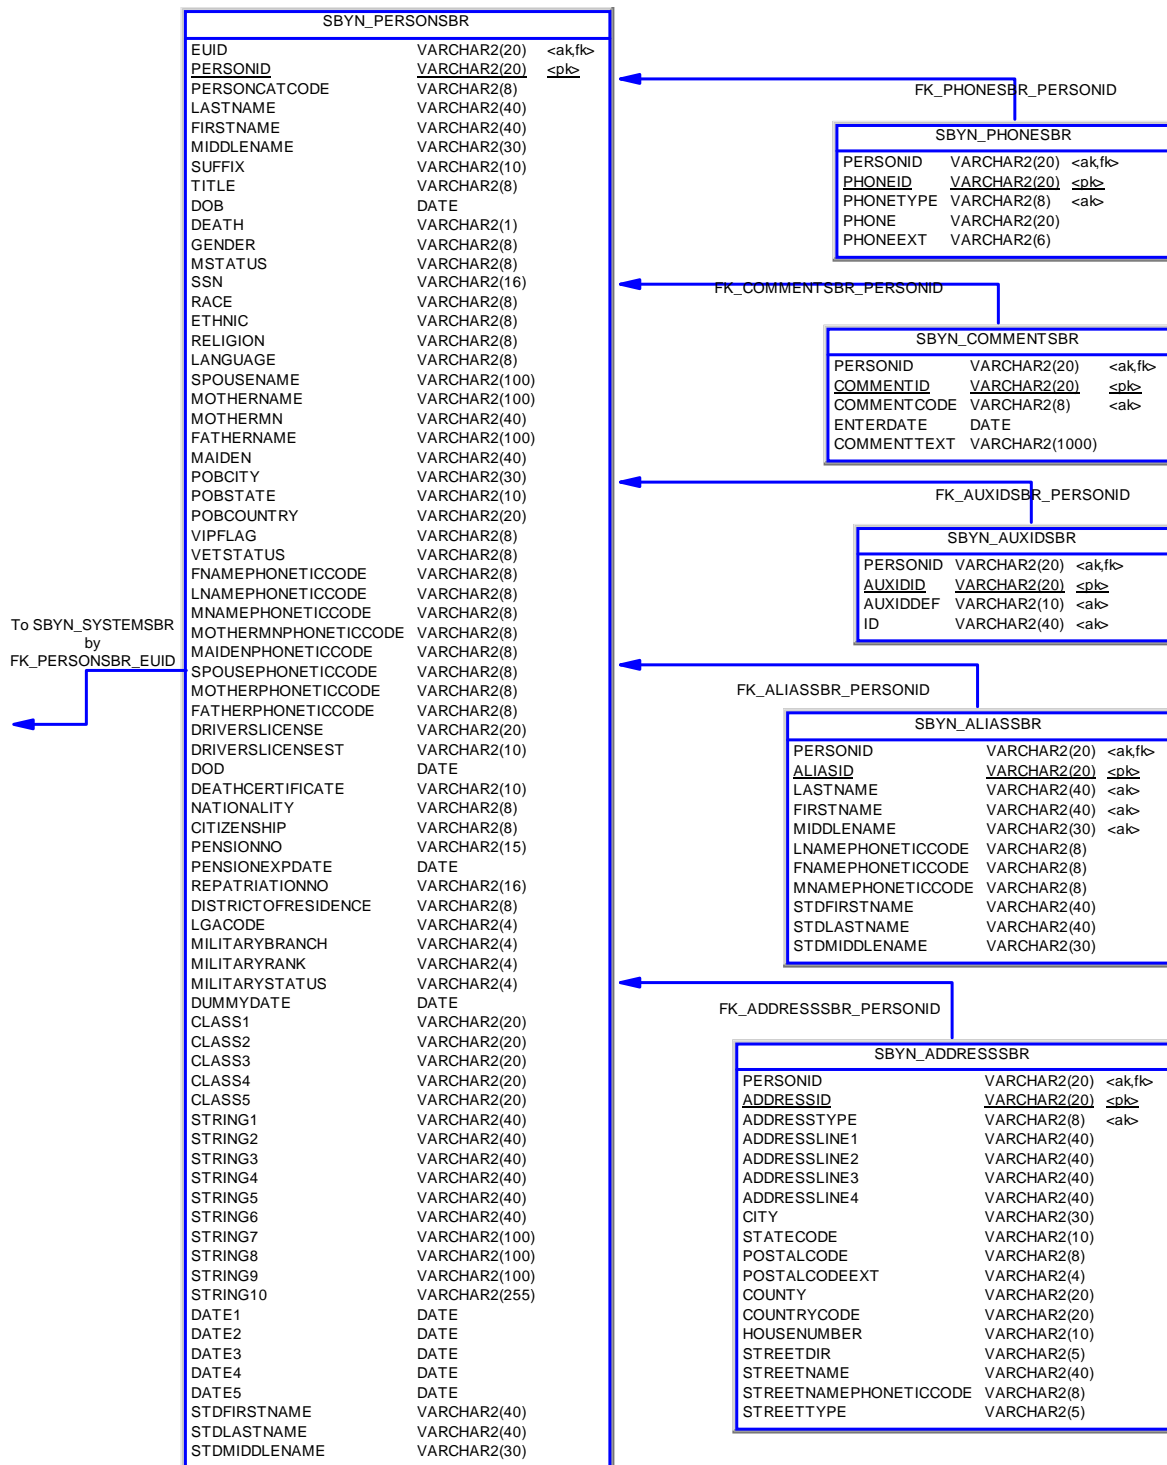 SBYN_PERSONSBR
EUID VARCHAR2(20) <ak,fk>
PERSONID VARCHAR2(20) <pk>
PERSONCATCODE VARCHAR2(8)
LASTNAME VARCHAR2(40)
FIRSTNAME VARCHAR2(40)
MIDDLENAME VARCHAR2(30)
SUFFIX VARCHAR2(10)
TITLE VARCHAR2(8)
DOB DATE
DEATH VARCHAR2(1)
GENDER VARCHAR2(8)
MSTATUS VARCHAR2(8)
SSN VARCHAR2(16)
RACE VARCHAR2(8)
ETHNIC VARCHAR2(8)
RELIGION VARCHAR2(8)
LANGUAGE VARCHAR2(8)
SPOUSENAME VARCHAR2(100)
MOTHERNAME VARCHAR2(100)
MOTHERMN VARCHAR2(40)
FATHERNAME VARCHAR2(100)
MAIDEN VARCHAR2(40)
POBCITY VARCHAR2(30)
POBSTATE VARCHAR2(10)
POBCOUNTRY VARCHAR2(20)
VIPFLAG VARCHAR2(8)
VETSTATUS VARCHAR2(8)
FNAMEPHONETICCODE VARCHAR2(8)
LNAMEPHONETICCODE VARCHAR2(8)
MNAMEPHONETICCODE VARCHAR2(8)
MOTHERMNPHONETICCODE VARCHAR2(8)
MAIDENPHONETICCODE VARCHAR2(8)
SPOUSEPHONETICCODE VARCHAR2(8)
MOTHERPHONETICCODE VARCHAR2(8)
FATHERPHONETICCODE VARCHAR2(8)
DRIVERSLICENSE VARCHAR2(20)
DRIVERSLICENSEST VARCHAR2(10)
DOD DATE
DEATHCERTIFICATE VARCHAR2(10)
NATIONALITY VARCHAR2(8)
CITIZENSHIP VARCHAR2(8)
PENSIONNO VARCHAR2(15)
PENSIONEXPDATE DATE
REPATRIATIONNO VARCHAR2(16)
DISTRICTOFRESIDENCE VARCHAR2(8)
LGACODE VARCHAR2(4)
MILITARYBRANCH VARCHAR2(4)
MILITARYRANK VARCHAR2(4)
MILITARYSTATUS VARCHAR2(4)
DUMMYDATE DATE
CLASS1 VARCHAR2(20)
CLASS2 VARCHAR2(20)
CLASS3 VARCHAR2(20)
CLASS4 VARCHAR2(20)
CLASS5 VARCHAR2(20)
STRING1 VARCHAR2(40)
STRING2 VARCHAR2(40)
STRING3 VARCHAR2(40)
STRING4 VARCHAR2(40)
STRING5 VARCHAR2(40)
STRING6 VARCHAR2(40)
STRING7 VARCHAR2(100)
STRING8 VARCHAR2(100)
STRING9 VARCHAR2(100)
STRING10 VARCHAR2(255)
DATE1 DATE
DATE2 DATE
DATE3 DATE
DATE4 DATE
DATE5 DATE
STDFIRSTNAME VARCHAR2(40)
STDLASTNAME VARCHAR2(40)
STDMIDDLENAME VARCHAR2(30)
To SBYN_SYSTEMSBR
by
FK_PERSONSBR_EUID
FK_PHONESBR_PERSONID
SBYN_PHONESBR
PERSONID VARCHAR2(20) <ak,fk>
PHONEID VARCHAR2(20) <pk>
PHONETYPE VARCHAR2(8) <ak>
PHONE VARCHAR2(20)
PHONEEXT VARCHAR2(6)
FK_COMMENTSBR_PERSONID
SBYN_COMMENTSBR
PERSONID VARCHAR2(20) <ak,fk>
COMMENTID VARCHAR2(20) <pk>
COMMENTCODE VARCHAR2(8) <ak>
ENTERDATE DATE
COMMENTTEXT VARCHAR2(1000)
FK_AUXIDSBR_PERSONID
SBYN_AUXIDSBR
PERSONID VARCHAR2(20) <ak,fk>
AUXIDID VARCHAR2(20) <pk>
AUXIDDEF VARCHAR2(10) <ak>
ID VARCHAR2(40) <ak>
FK_ALIASSBR_PERSONID
SBYN_ALIASSBR
PERSONID VARCHAR2(20) <ak,fk>
ALIASID VARCHAR2(20) <pk>
LASTNAME VARCHAR2(40) <ak>
FIRSTNAME VARCHAR2(40) <ak>
MIDDLENAME VARCHAR2(30) <ak>
LNAMEPHONETICCODE VARCHAR2(8)
FNAMEPHONETICCODE VARCHAR2(8)
MNAMEPHONETICCODE VARCHAR2(8)
STDFIRSTNAME VARCHAR2(40)
STDLASTNAME VARCHAR2(40)
STDMIDDLENAME VARCHAR2(30)
FK_ADDRESSSBR_PERSONID
SBYN_ADDRESSSBR
PERSONID VARCHAR2(20) <ak,fk>
ADDRESSID VARCHAR2(20) <pk>
ADDRESSTYPE VARCHAR2(8) <ak>
ADDRESSLINE1 VARCHAR2(40)
ADDRESSLINE2 VARCHAR2(40)
ADDRESSLINE3 VARCHAR2(40)
ADDRESSLINE4 VARCHAR2(40)
CITY VARCHAR2(30)
STATECODE VARCHAR2(10)
POSTALCODE VARCHAR2(8)
POSTALCODEEXT VARCHAR2(4)
COUNTY VARCHAR2(20)
COUNTRYCODE VARCHAR2(20)
HOUSENUMBER VARCHAR2(10)
STREETDIR VARCHAR2(5)
STREETNAME VARCHAR2(40)
STREETNAMEPHONETICCODE VARCHAR2(8)
STREETTYPE VARCHAR2(5)